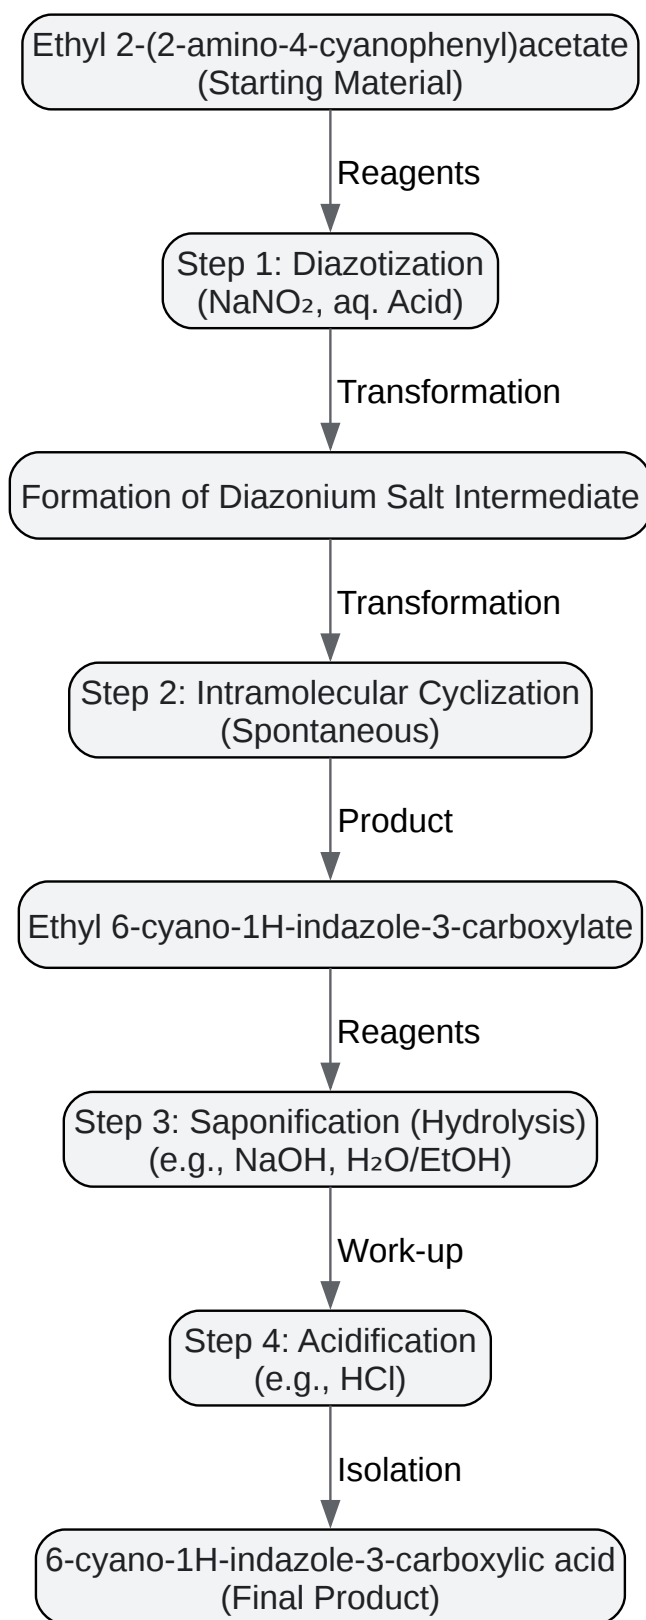 Ethyl 2-(2-amino-4-cyanophenyl)acetate
(Starting Material)
Reagents
Step 1: Diazotization
(NaNO₂, aq. Acid)
Transformation
Formation of Diazonium Salt Intermediate
Transformation
Step 2: Intramolecular Cyclization
(Spontaneous)
Product
Ethyl 6-cyano-1H-indazole-3-carboxylate
Reagents
Step 3: Saponification (Hydrolysis)
(e.g., NaOH, H₂O/EtOH)
Work-up
Step 4: Acidification
(e.g., HCl)
Isolation
6-cyano-1H-indazole-3-carboxylic acid
(Final Product)